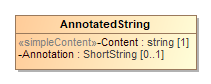 AnnotatedString
«simpleContent»-Content : string [1]
-Annotation : ShortString [0..1]